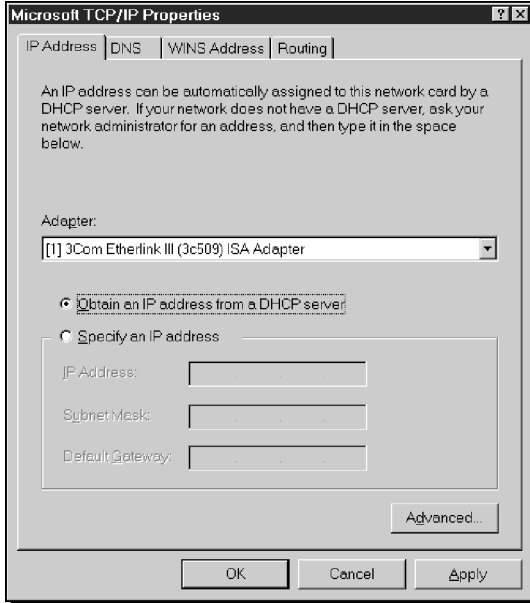 Microsoft TCP/IP Properties
IP Address DNS WINS Address Routing
An IP address can be automatically assigned to this network card by a
DHCP server. If your network does not have a DHCP server, ask your
network administrator for an address, and then type it in the space
below.
Adapter:
[1] 3Com Etherlink III (3c509) ISA Adapter
Obtain an IP address from a DHCP server
Specify an IP address
IP Address:
Subnet Mask:
Default Gateway:
Advanced...
OK Cancel Apply